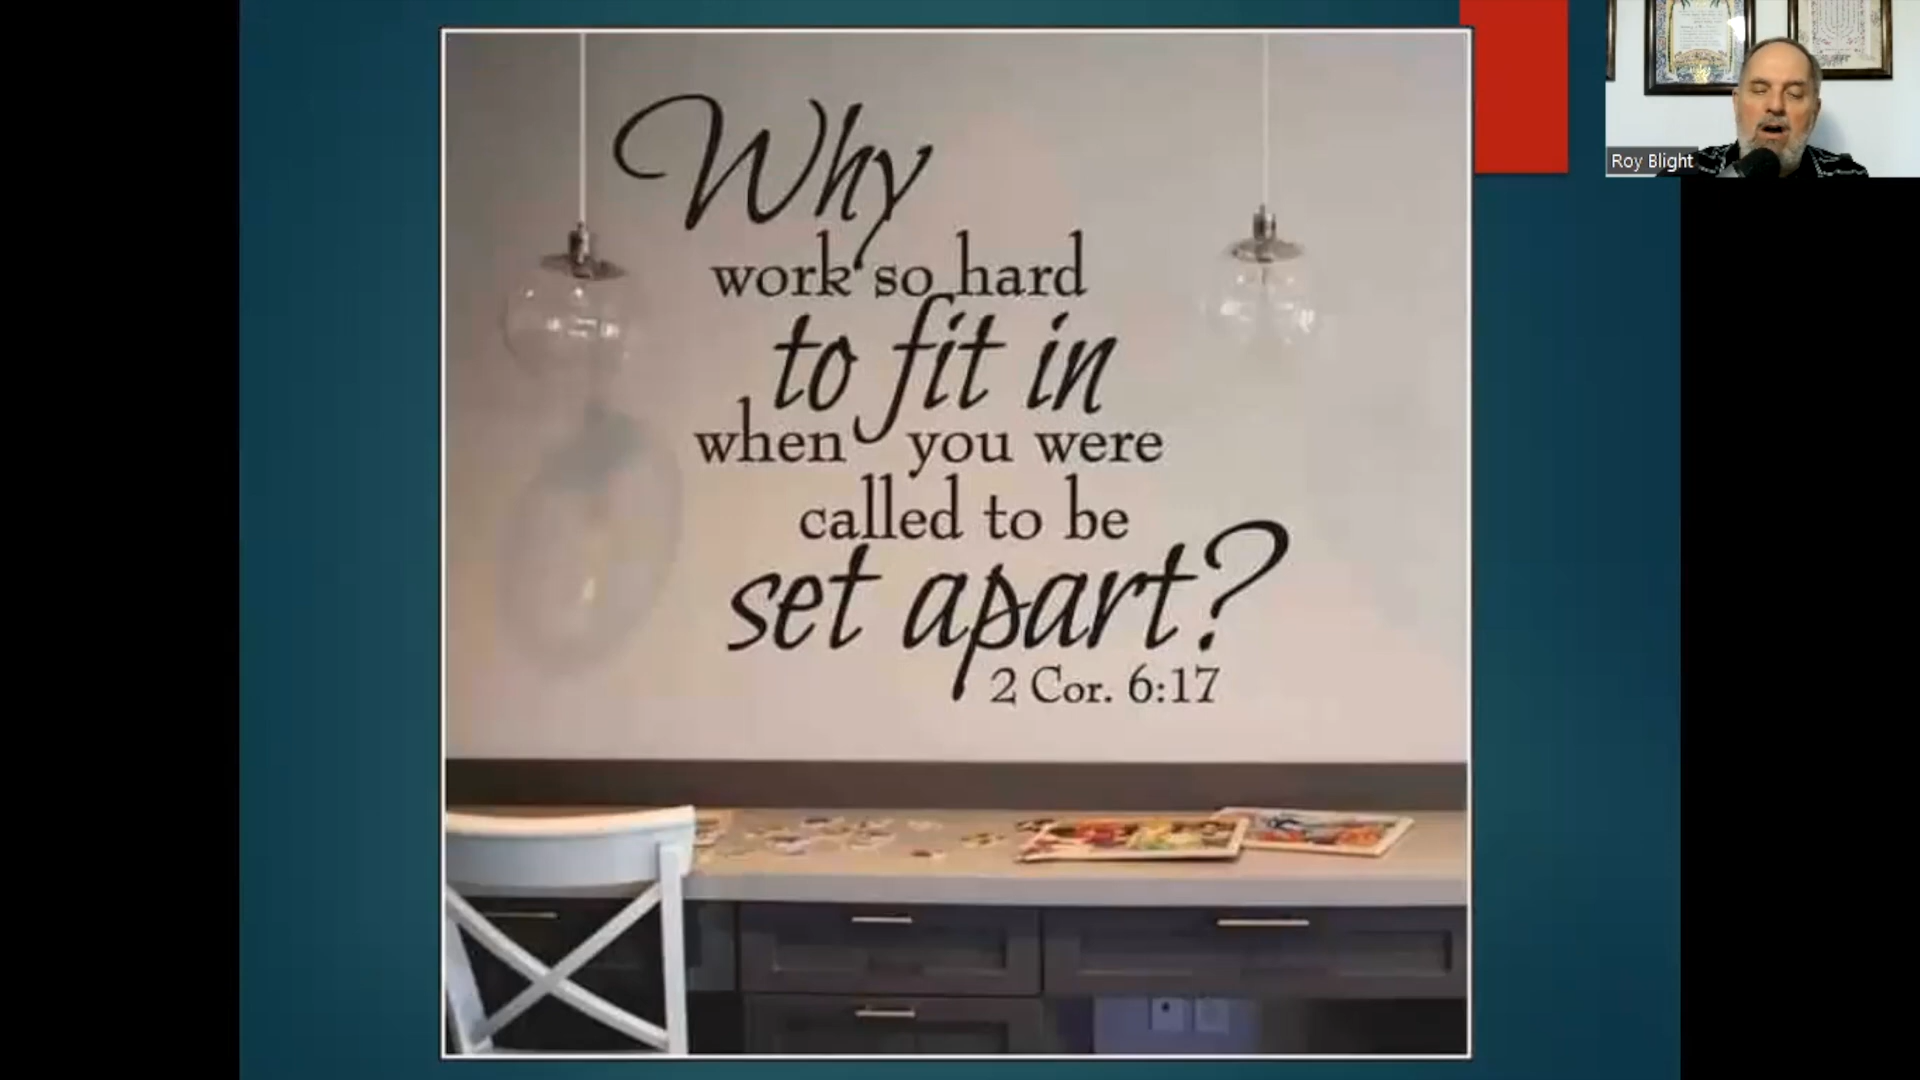 Why
work so hard
to fit in
when you were
called to be
set apart?
2 Cor. 6:17
Roy Blight